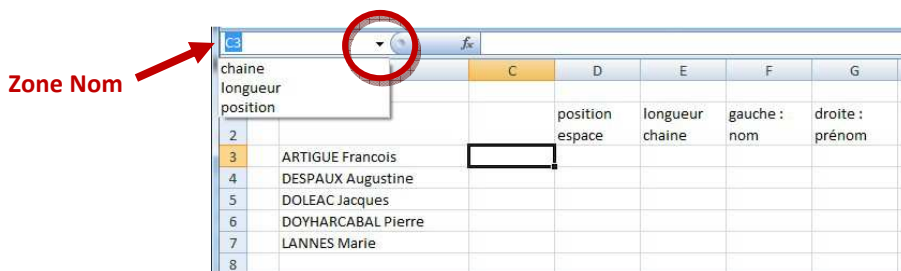 C3 fx
Zone Nom
chaine
longueur
position
C D E F G
position longueur gauche : droite :
2 espace chaine nom prénom
3 ARTIGUE Francois
4 DESPAUX Augustine
5 DOLEAC Jacques
6 DOYHARCABAL Pierre
7 LANNES Marie
8